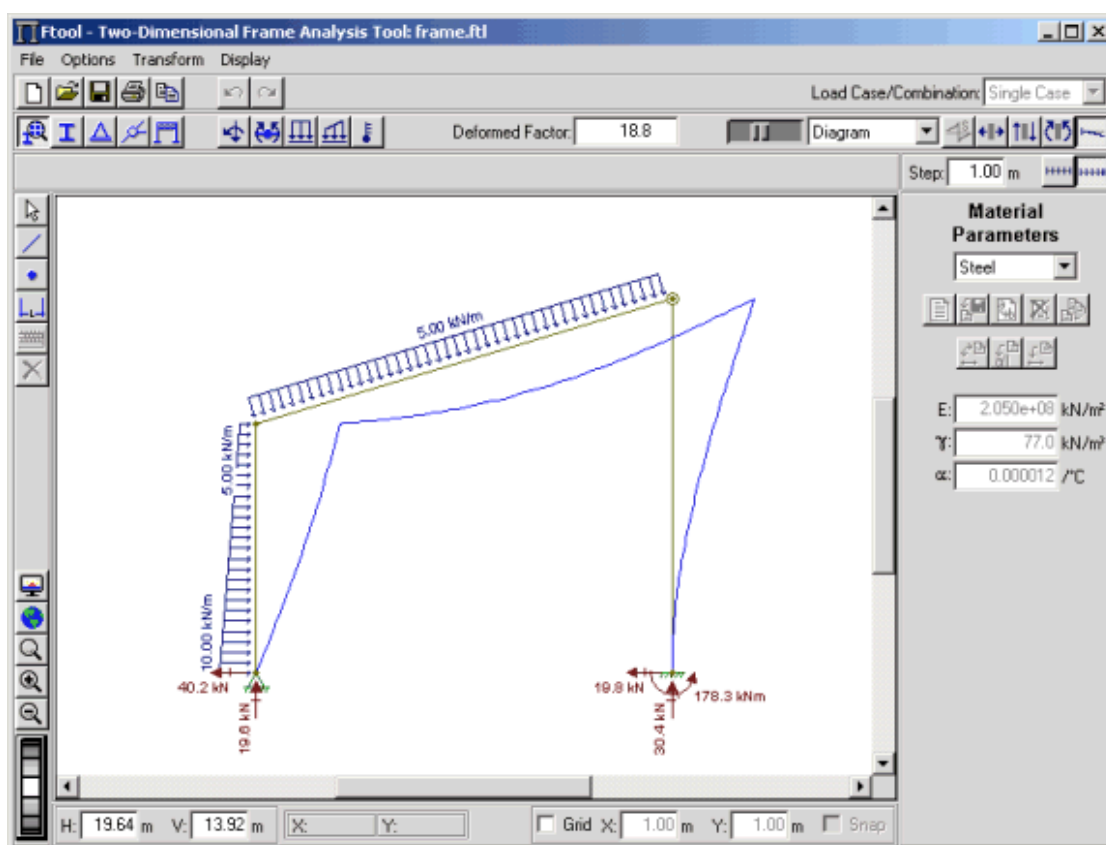 Ftool - Two-Dimensional Frame Analysis Tool: frame.ftl
File Options Transform Display
Load Case/Combination: Single Case
Deformed Factor: 18.8 Diagram
Step: 1.00 m
Material
Parameters
Steel
E: 2.050e+08 kN/m²
γ: 77.0 kN/m³
α: 0.000012 /°C
5.00 kN/m
5.00 kN/m
10.00 kN/m
40.2 kN
19.6 kN
19.8 kN
178.3 kNm
30.4 kN
H: 19.64 m V: 13.92 m X: Y: Grid X: 1.00 m Y: 1.00 m Snap